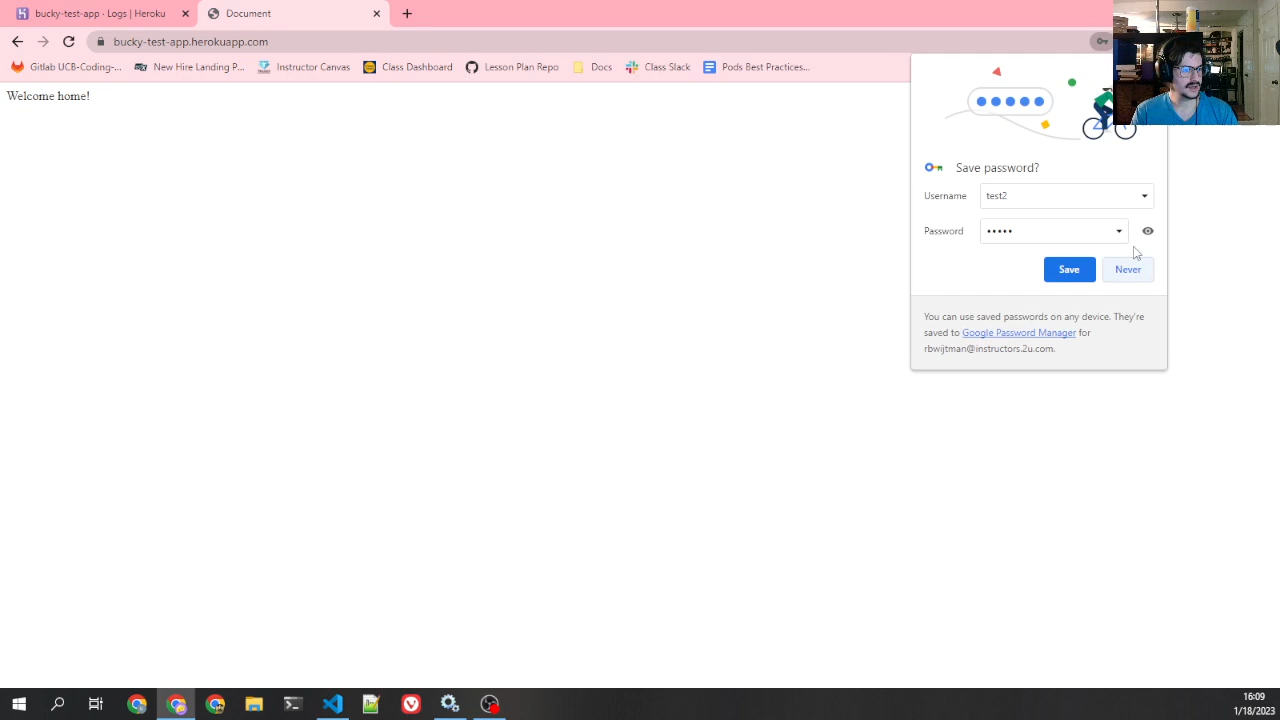 bucky-test-app · Logs | Heroku
Document
bucky-test-app.herokuapp.com
Gitlab UCB-Coding-...
New Hire Landing P...
Instructor Canvas
Class Dashboard
Lesson Plan Repo
Docs
Class Slack
Pods Best Practices...
Welcome home!
Save password?
Username
test2
Password
•••••
Save
Never
You can use saved passwords on any device. They're
saved to Google Password Manager for
rbwijtman@instructors.2u.com.
16:09
1/18/2023